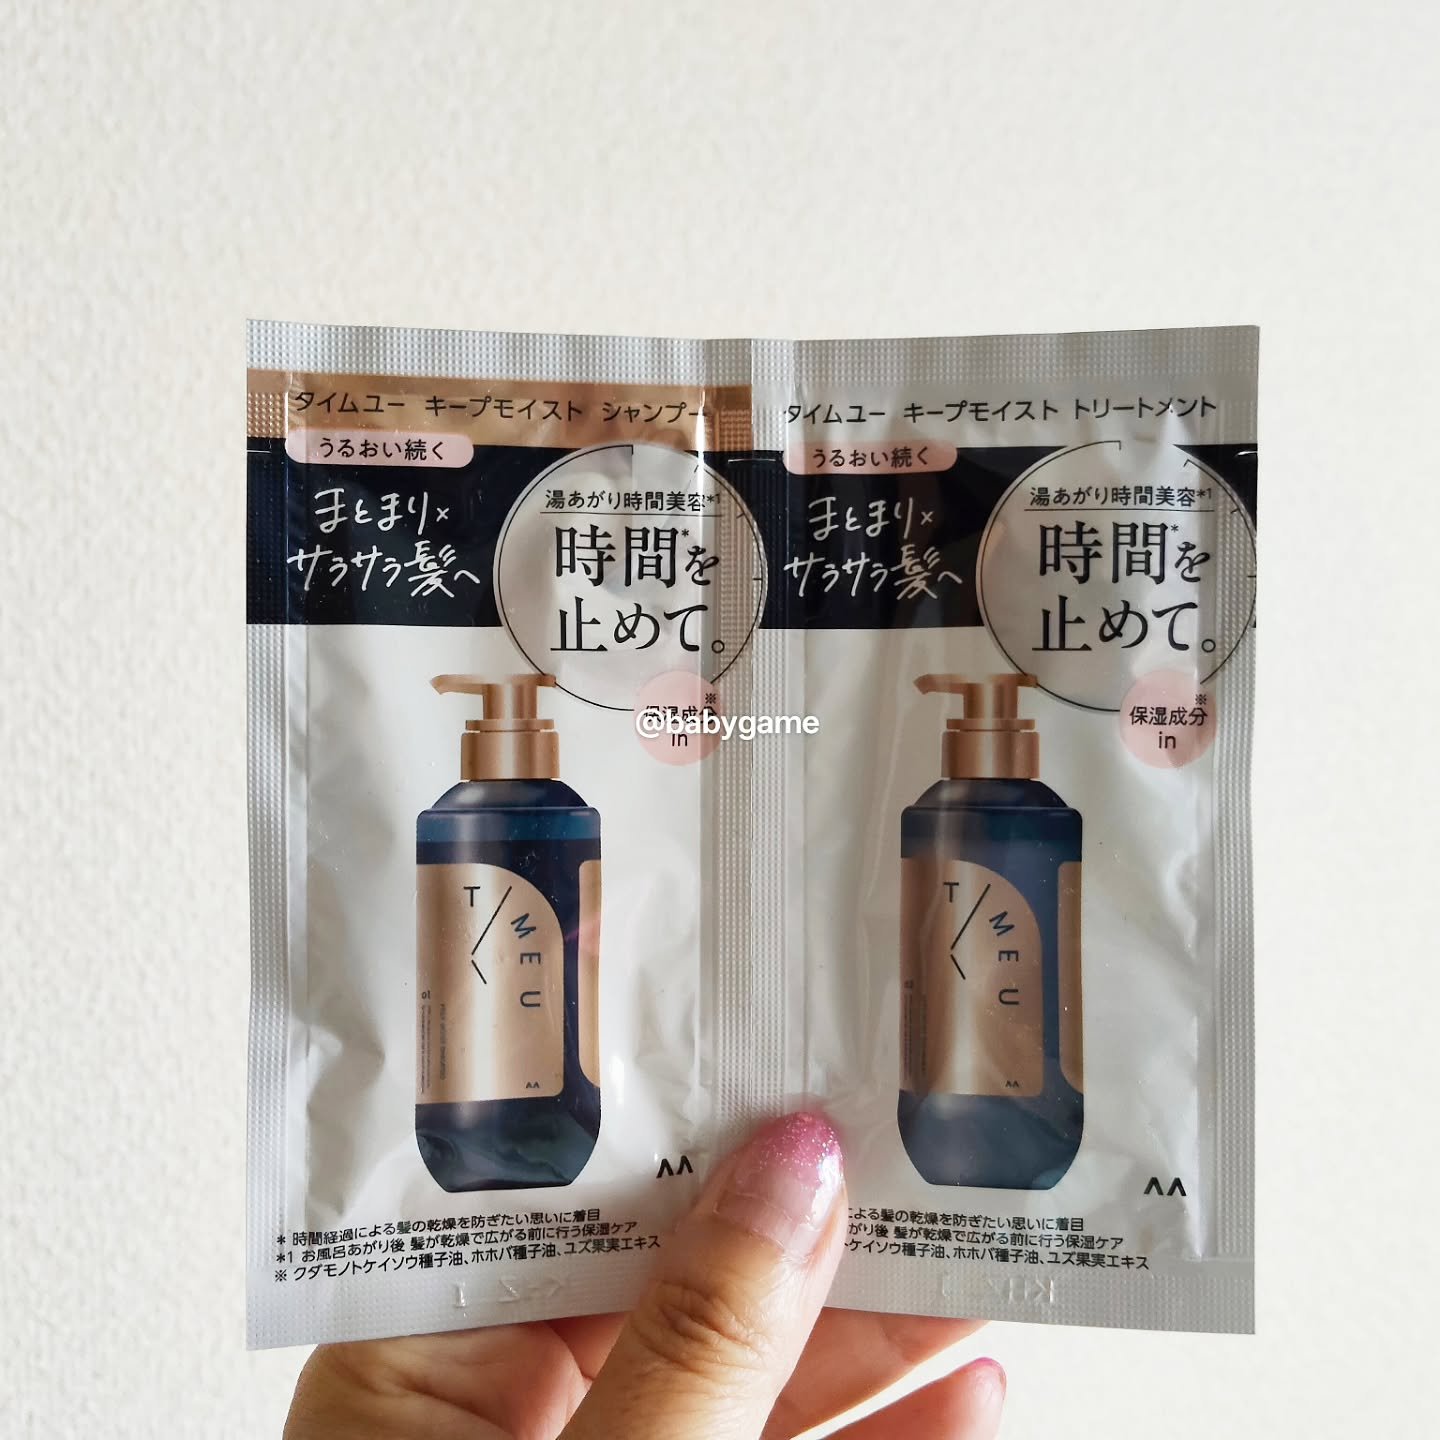 タイムユー キープモイスト シャンプー
うるおい続く
まとまり×
サラサラ髪へ
湯あがり時間美容*1
時間*を
止めて。
保湿成分※
in
T/MEU
ΛΛ
ΛΛ
* 時間経過による髪の乾燥を防ぎたい思いに着目
*1 お風呂あがり後 髪が乾燥で広がる前に行う保湿ケア
※ クダモノトケイソウ種子油、ホホバ種子油、ユズ果実エキス
タイムユー キープモイスト トリートメント
うるおい続く
まとまり×
サラサラ髪へ
湯あがり時間美容*1
時間*を
止めて。
保湿成分※
in
T/MEU
ΛΛ
ΛΛ
による髪の乾燥を防ぎたい思いに着目
がり後 髪が乾燥で広がる前に行う保湿ケア
ケイソウ種子油、ホホバ種子油、ユズ果実エキス
@babygame